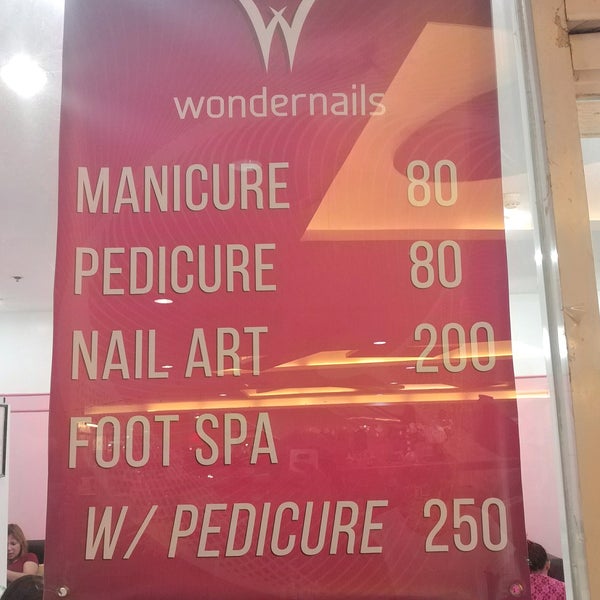 W
wondernails
MANICURE 80
PEDICURE 80
NAIL ART 200
FOOT SPA
W/ PEDICURE 250